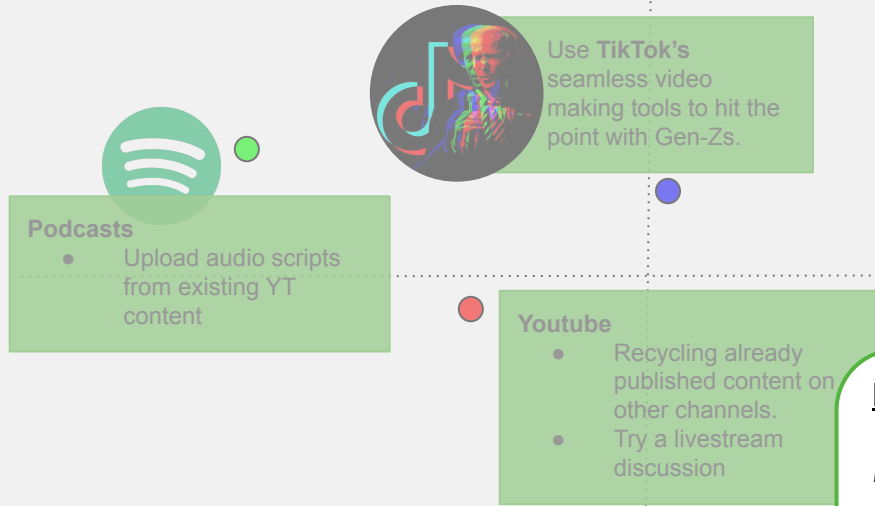 Use TikTok's
seamless video
making tools to hit the
point with Gen-Zs.
Podcasts
● Upload audio scripts
from existing YT
content
Youtube
● Recycling already
published content on
other channels.
● Try a livestream
discussion